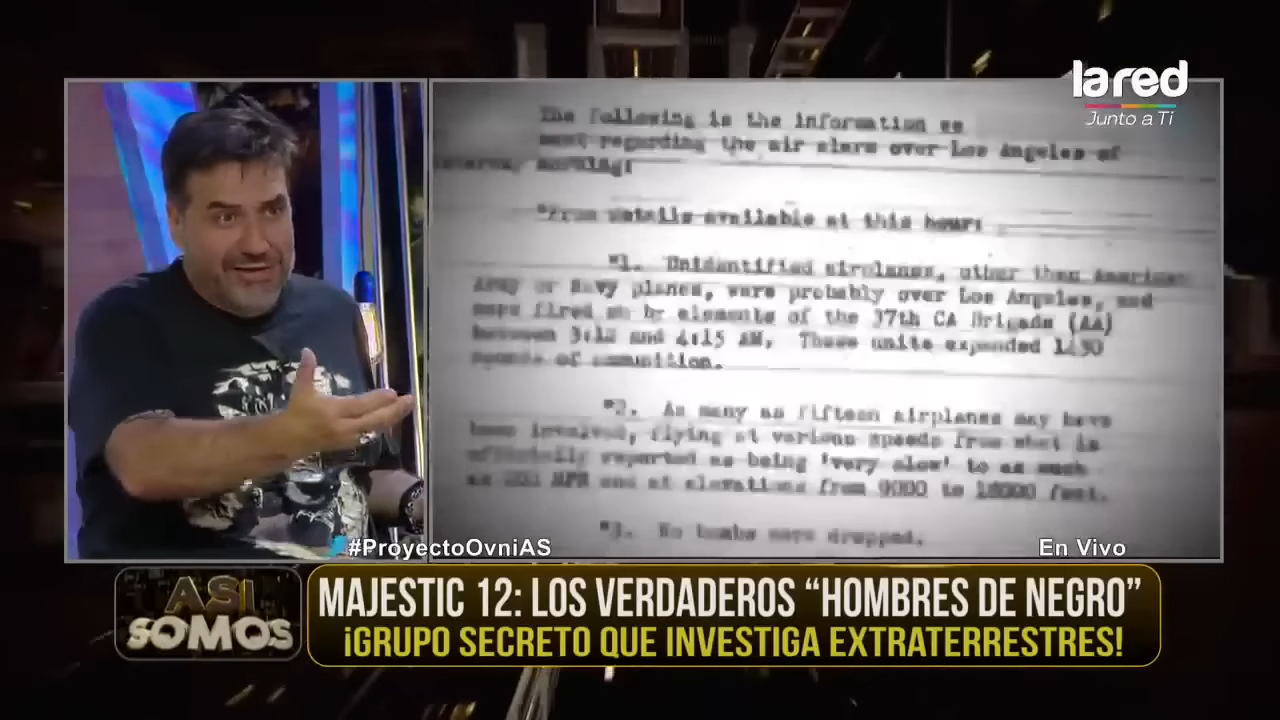 lared
Junto a Ti
The following is the information we
sent regarding the air alarm over Los Angeles of
morning:
"From details available at this hour:
"1. Unidentified airplanes, other than American
Army or Navy planes, were probably over Los Angeles, and
were fired on by elements of the 37th CA Brigade (AA)
between 3:12 and 4:15 AM. These units expended 1430
rounds of ammunition.
"2. As many as fifteen airplanes may have
been involved, flying at various speeds from what is
officially reported as being 'very slow' to as much
as 200 MPH and at elevations from 9000 to 18000 feet.
"3. No bombs were dropped.
#ProyectoOvniAS
En Vivo
ASI
SOMOS
MAJESTIC 12: LOS VERDADEROS “HOMBRES DE NEGRO”
¡GRUPO SECRETO QUE INVESTIGA EXTRATERRESTRES!